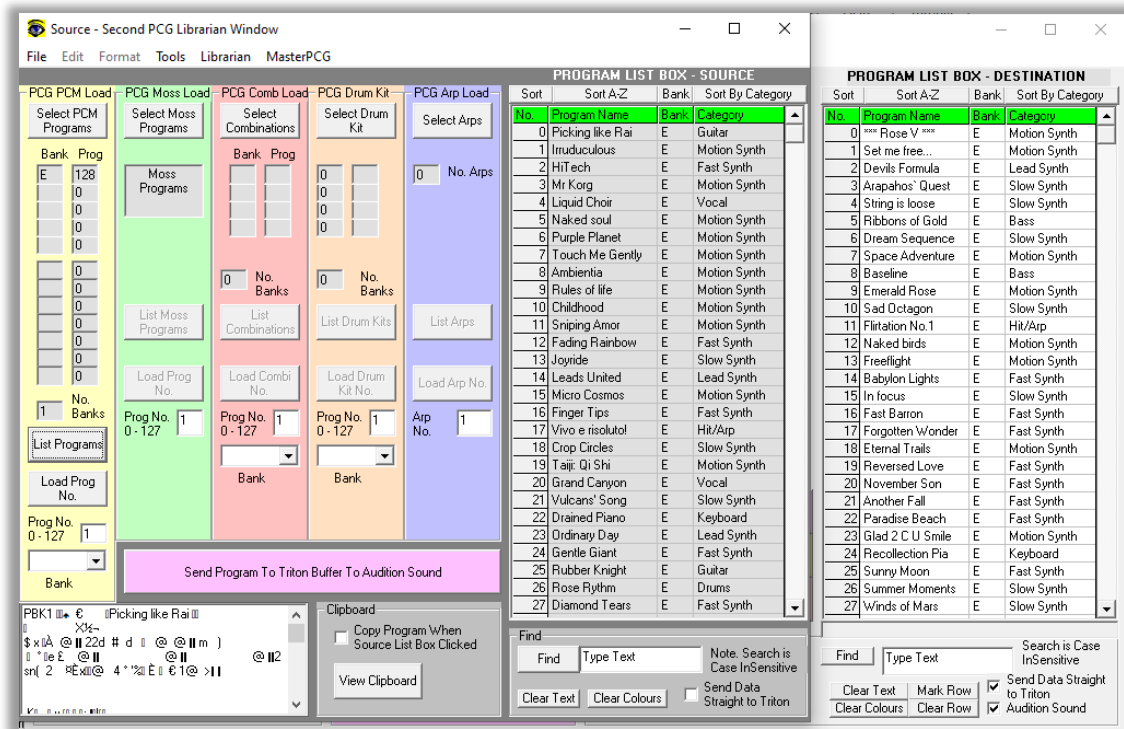 Source - Second PCG Librarian Window
File Edit Format Tools Librarian MasterPCG
PROGRAM LIST BOX - SOURCE
PCG PCM Load
Select PCM
Programs
Bank Prog
E 128
0
0
0
0
0
0
0
0
0
0
0
1 No.
Banks
List Programs
Load Prog
No.
Prog No.
0 - 127 1
Bank
PCG Moss Load
Select Moss
Programs
Moss
Programs
List Moss
Programs
Load Prog
No.
Prog No.
0 - 127 1
PCG Comb Load
Select
Combinations
Bank Prog
0 No.
Banks
List
Combinations
Load Combi
No.
Prog No.
0 - 127 1
Bank
PCG Drum Kit
Select Drum
Kit
0
0
0
0
0 No.
Banks
List Drum Kits
Load Drum
Kit No.
Prog No.
0 - 127 1
Bank
PCG Arp Load
Select Arps
0 No. Arps
List Arps
Load Arp No.
Arp
No. 1
Send Program To Triton Buffer To Audition Sound
PBK1 Picking like Rai
Clipboard
Copy Program When
Source List Box Clicked
View Clipboard
Sort Sort A-Z Bank Sort By Category
No. Program Name Bank Category
0 Picking like Rai E Guitar
1 Irruduculous E Motion Synth
2 HiTech E Fast Synth
3 Mr Korg E Motion Synth
4 Liquid Choir E Vocal
5 Naked soul E Motion Synth
6 Purple Planet E Motion Synth
7 Touch Me Gently E Motion Synth
8 Ambientia E Motion Synth
9 Rules of life E Motion Synth
10 Childhood E Motion Synth
11 Sniping Amor E Motion Synth
12 Fading Rainbow E Fast Synth
13 Joyride E Slow Synth
14 Leads United E Lead Synth
15 Micro Cosmos E Motion Synth
16 Finger Tips E Fast Synth
17 Vivo e risoluto! E Hit/Arp
18 Crop Circles E Slow Synth
19 Taiji: Qi Shi E Motion Synth
20 Grand Canyon E Vocal
21 Vulcans' Song E Slow Synth
22 Drained Piano E Keyboard
23 Ordinary Day E Lead Synth
24 Gentle Giant E Fast Synth
25 Rubber Knight E Guitar
26 Rose Rythm E Drums
27 Diamond Tears E Fast Synth
Find
Find Type Text Note. Search is
Case InSensitive
Clear Text Clear Colours Send Data
Straight to Triton
PROGRAM LIST BOX - DESTINATION
Sort Sort A-Z Bank Sort By Category
No. Program Name Bank Category
0 *** Rose V *** E Motion Synth
1 Set me free... E Motion Synth
2 Devils Formula E Lead Synth
3 Arapahos` Quest E Slow Synth
4 String is loose E Slow Synth
5 Ribbons of Gold E Bass
6 Dream Sequence E Slow Synth
7 Space Adventure E Motion Synth
8 Baseline E Bass
9 Emerald Rose E Motion Synth
10 Sad Octagon E Slow Synth
11 Flirtation No.1 E Hit/Arp
12 Naked birds E Motion Synth
13 Freeflight E Motion Synth
14 Babylon Lights E Fast Synth
15 In focus E Slow Synth
16 Fast Barron E Fast Synth
17 Forgotten Wonder E Fast Synth
18 Eternal Trails E Motion Synth
19 Reversed Love E Fast Synth
20 November Son E Fast Synth
21 Another Fall E Fast Synth
22 Paradise Beach E Fast Synth
23 Glad 2 C U Smile E Motion Synth
24 Recollection Pia E Keyboard
25 Sunny Moon E Fast Synth
26 Summer Moments E Slow Synth
27 Winds of Mars E Slow Synth
Find Type Text Search is Case
InSensitive
Clear Text Mark Row Send Data Straight
to Triton
Clear Colours Clear Row Audition Sound